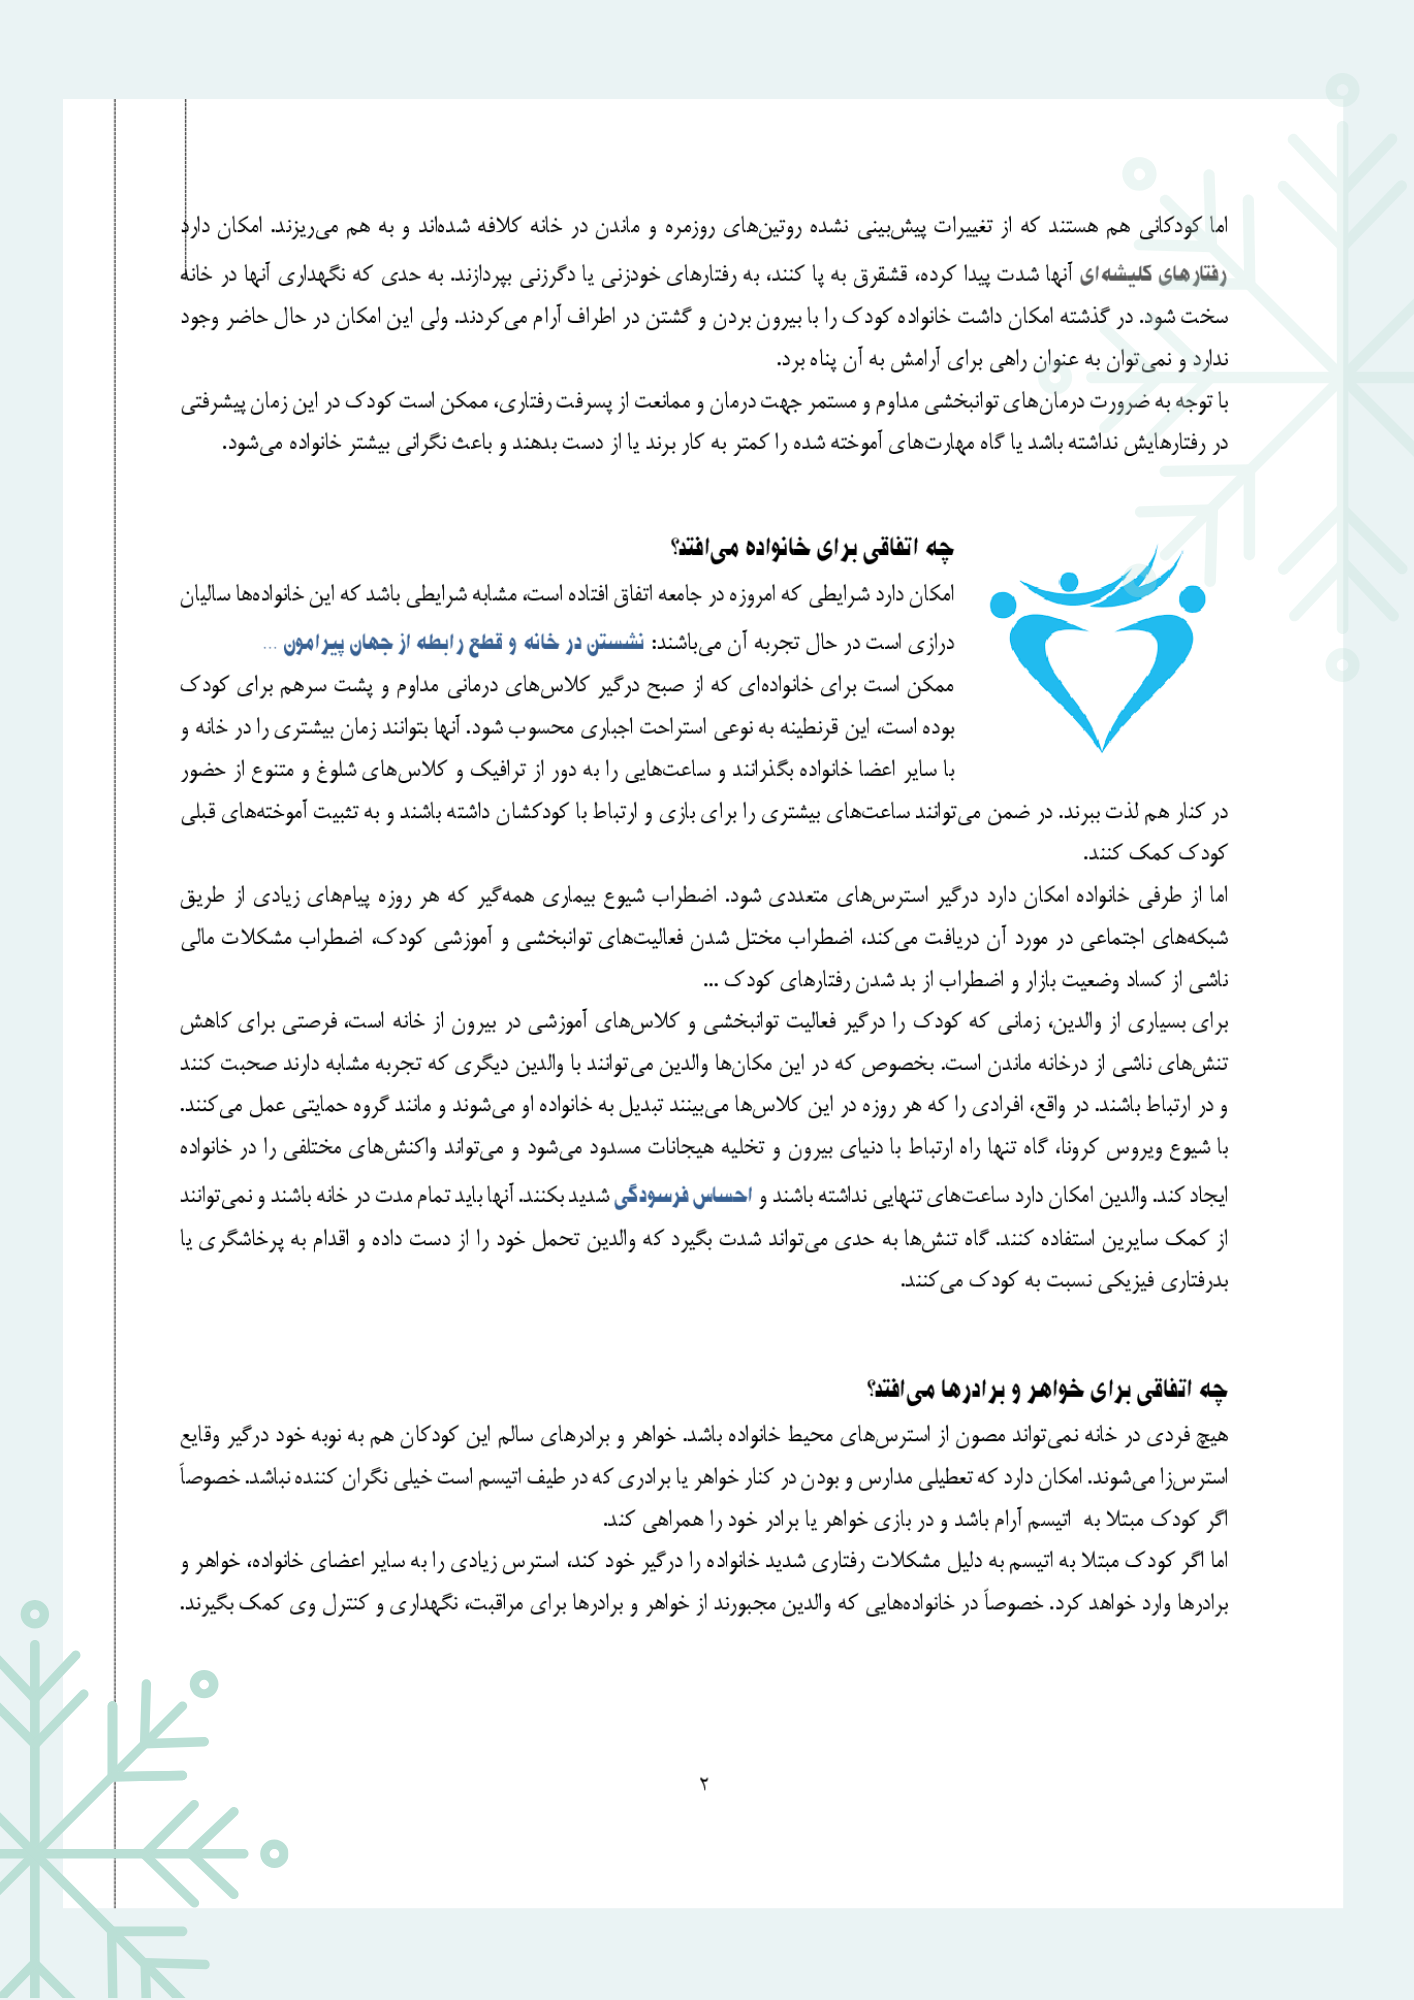 اما کودکانی هم هستند که از تغییرات پیش‌بینی نشده روتین‌های روزمره و ماندن در خانه کلافه شده‌اند و به هم می‌ریزند. امکان دارد
رفتارهای کلیشه‌ای آنها شدت پیدا کرده، قشقرق به پا کنند، به رفتارهای خودزنی یا دگرزنی بپردازند. به حدی که نگهداری آنها در خانه
سخت شود. در گذشته امکان داشت خانواده کودک را با بیرون بردن و گشتن در اطراف آرام می‌کردند. ولی این امکان در حال حاضر وجود
ندارد و نمی‌توان به عنوان راهی برای آرامش به آن پناه برد.
با توجه به ضرورت درمان‌های توانبخشی مداوم و مستمر جهت درمان و ممانعت از پسرفت رفتاری، ممکن است کودک در این زمان پیشرفتی
در رفتارهایش نداشته باشد یا گاه مهارت‌های آموخته شده را کمتر به کار برند یا از دست بدهند و باعث نگرانی بیشتر خانواده می‌شود.
چه اتفاقی برای خانواده می‌افتد؟
امکان دارد شرایطی که امروزه در جامعه اتفاق افتاده است، مشابه شرایطی باشد که این خانواده‌ها سالیان
درازی است در حال تجربه آن می‌باشند: نشستن در خانه و قطع رابطه از جهان پیرامون ...
ممکن است برای خانواده‌ای که از صبح درگیر کلاس‌های درمانی مداوم و پشت سرهم برای کودک
بوده است، این قرنطینه به نوعی استراحت اجباری محسوب شود. آنها بتوانند زمان بیشتری را در خانه و
با سایر اعضا خانواده بگذرانند و ساعت‌هایی را به دور از ترافیک و کلاس‌های شلوغ و متنوع از حضور
در کنار هم لذت ببرند. در ضمن می‌توانند ساعت‌های بیشتری را برای بازی و ارتباط با کودکشان داشته باشند و به تثبیت آموخته‌های قبلی
کودک کمک کنند.
اما از طرفی خانواده امکان دارد درگیر استرس‌های متعددی شود. اضطراب شیوع بیماری همه‌گیر که هر روزه پیام‌های زیادی از طریق
شبکه‌های اجتماعی در مورد آن دریافت می‌کند، اضطراب مختل شدن فعالیت‌های توانبخشی و آموزشی کودک، اضطراب مشکلات مالی
ناشی از کساد وضعیت بازار و اضطراب از بد شدن رفتارهای کودک ...
برای بسیاری از والدین، زمانی که کودک را درگیر فعالیت توانبخشی و کلاس‌های آموزشی در بیرون از خانه است، فرصتی برای کاهش
تنش‌های ناشی از درخانه ماندن است. بخصوص که در این مکان‌ها والدین می‌توانند با والدین دیگری که تجربه مشابه دارند صحبت کنند
و در ارتباط باشند. در واقع، افرادی را که هر روزه در این کلاس‌ها می‌بینند تبدیل به خانواده او می‌شوند و مانند گروه حمایتی عمل می‌کنند.
با شیوع ویروس کرونا، گاه تنها راه ارتباط با دنیای بیرون و تخلیه هیجانات مسدود می‌شود و می‌تواند واکنش‌های مختلفی را در خانواده
ایجاد کند. والدین امکان دارد ساعت‌های تنهایی نداشته باشند و احساس فرسودگی شدید بکنند. آنها باید تمام مدت در خانه باشند و نمی‌توانند
از کمک سایرین استفاده کنند. گاه تنش‌ها به حدی می‌تواند شدت بگیرد که والدین تحمل خود را از دست داده و اقدام به پرخاشگری یا
بدرفتاری فیزیکی نسبت به کودک می‌کنند.
چه اتفاقی برای خواهر و برادرها می‌افتد؟
هیچ فردی در خانه نمی‌تواند مصون از استرس‌های محیط خانواده باشد. خواهر و برادرهای سالم این کودکان هم به نوبه خود درگیر وقایع
استرس‌زا می‌شوند. امکان دارد که تعطیلی مدارس و بودن در کنار خواهر یا برادری که در طیف اتیسم است خیلی نگران کننده نباشد. خصوصاً
اگر کودک مبتلا به اتیسم آرام باشد و در بازی خواهر یا برادر خود را همراهی کند.
اما اگر کودک مبتلا به اتیسم به دلیل مشکلات رفتاری شدید خانواده را درگیر خود کند، استرس زیادی را به سایر اعضای خانواده، خواهر و
برادرها وارد خواهد کرد. خصوصاً در خانواده‌هایی که والدین مجبورند از خواهر و برادرها برای مراقبت، نگهداری و کنترل وی کمک بگیرند.
۲